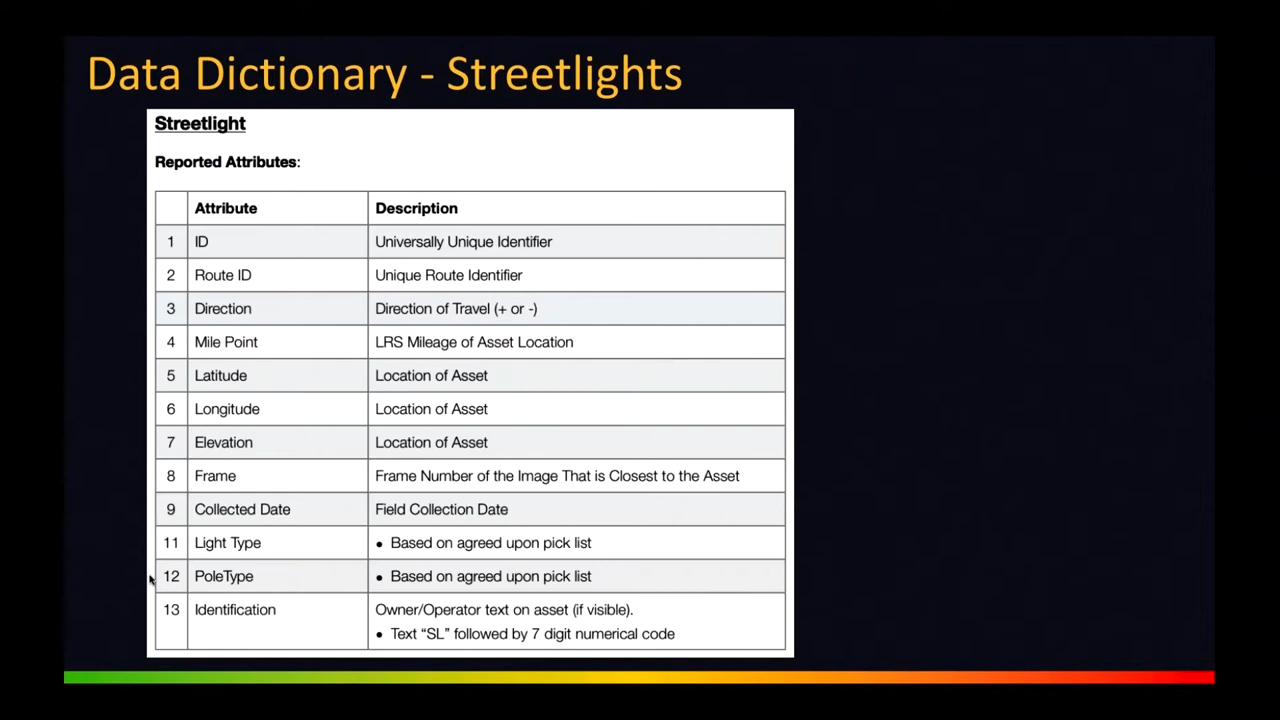 Data Dictionary - Streetlights
Streetlight
Reported Attributes:
Attribute Description
1 ID Universally Unique Identifier
2 Route ID Unique Route Identifier
3 Direction Direction of Travel (+ or -)
4 Mile Point LRS Mileage of Asset Location
5 Latitude Location of Asset
6 Longitude Location of Asset
7 Elevation Location of Asset
8 Frame Frame Number of the Image That is Closest to the Asset
9 Collected Date Field Collection Date
11 Light Type • Based on agreed upon pick list
12 PoleType • Based on agreed upon pick list
13 Identification Owner/Operator text on asset (if visible).
• Text “SL” followed by 7 digit numerical code